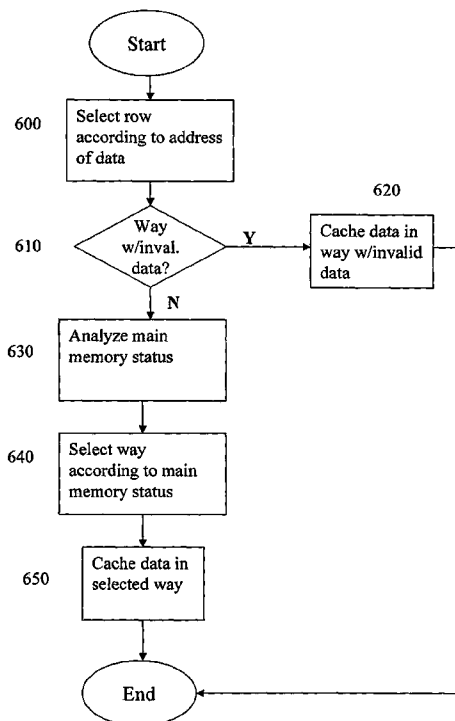 Start
600
Select row
according to address
of data
610
Way
w/inval.
data?
Y
620
Cache data in
way w/invalid
data
N
630
Analyze main
memory status
640
Select way
according to main
memory status
650
Cache data in
selected way
End